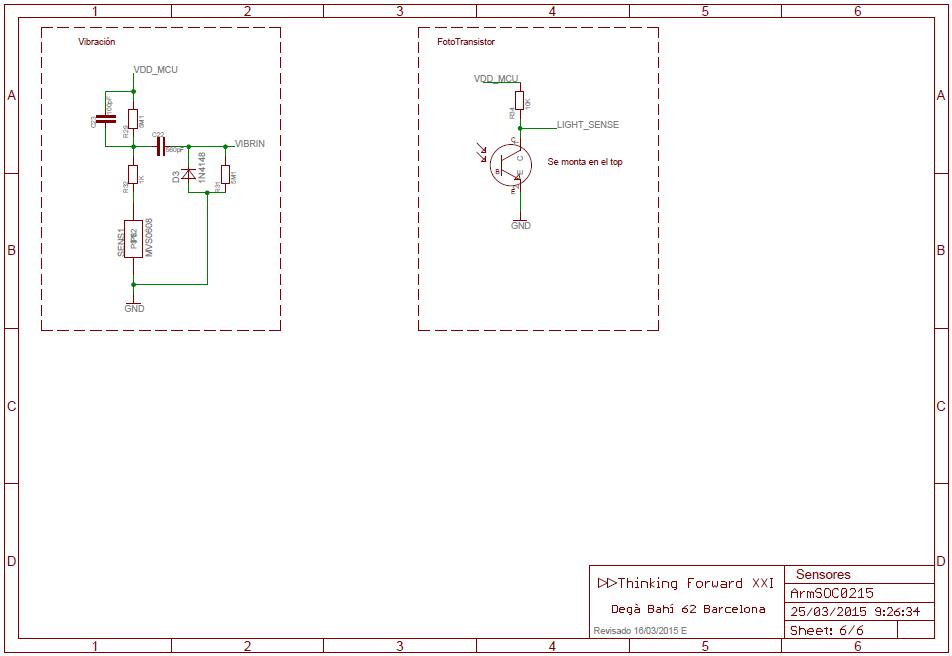 1 2 3 4 5 6
A A
B B
C C
D D
Vibración
VDD_MCU
C23
100pF
R29
5M1
C22
560pF
VIBRIN
R32
1K
D3
1N4148
R31
5M1
SENS1
MVS0608
GND
FotoTransistor
VDD_MCU
R34
10K
LIGHT_SENSE
C
C
B
E
E
Se monta en el top
GND
Thinking Forward XXI
Degà Bahí 62 Barcelona
Revisado 16/03/2015 E
Sensores
ArmSOC0215
25/03/2015 9:26:34
Sheet: 6/6
1 2 3 4 5 6